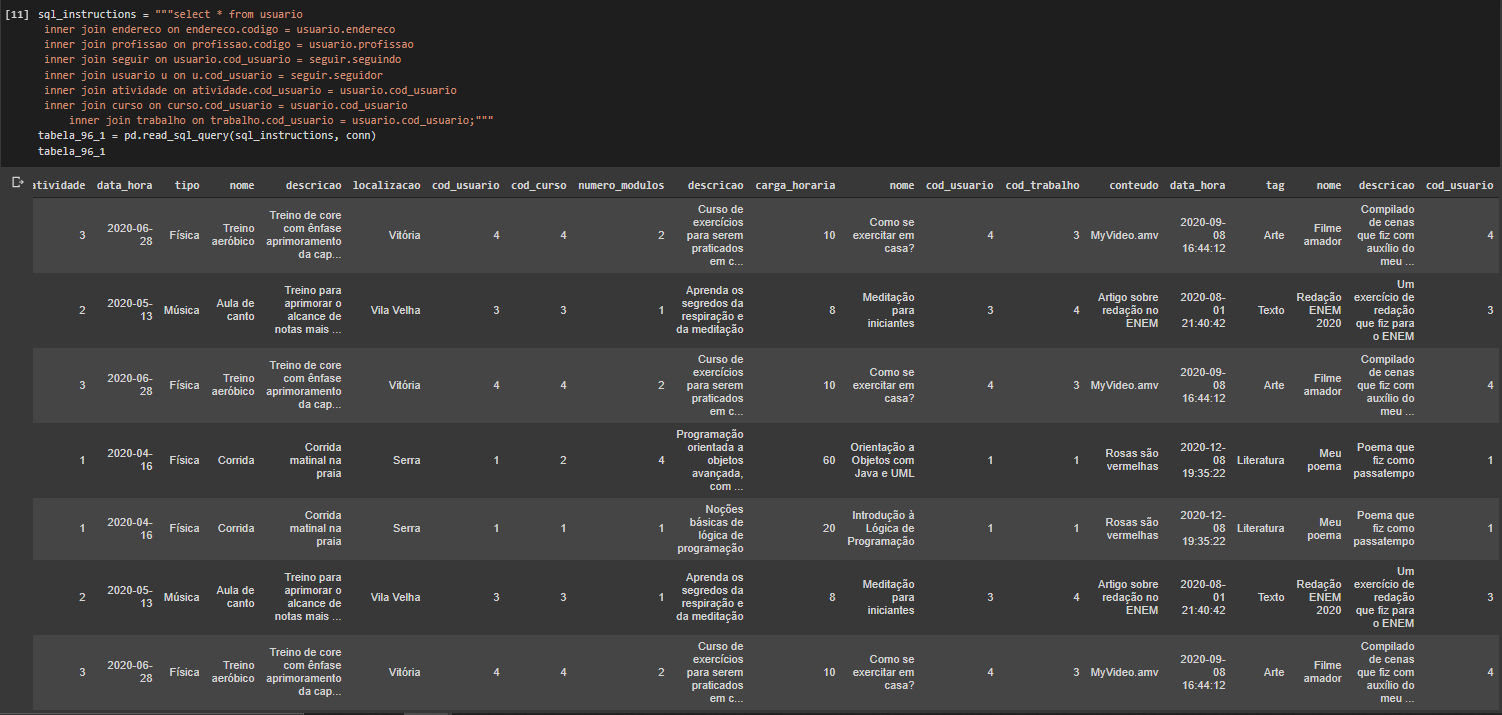 [11] sql_instructions = """select * from usuario
inner join endereco on endereco.codigo = usuario.endereco
inner join profissao on profissao.codigo = usuario.profissao
inner join seguir on usuario.cod_usuario = seguir.seguindo
inner join usuario u on u.cod_usuario = seguir.seguidor
inner join atividade on atividade.cod_usuario = usuario.cod_usuario
inner join curso on curso.cod_usuario = usuario.cod_usuario
inner join trabalho on trabalho.cod_usuario = usuario.cod_usuario;"""
tabela_96_1 = pd.read_sql_query(sql_instructions, conn)
tabela_96_1
atividade data_hora tipo nome descricao localizacao cod_usuario cod_curso numero_modulos descricao carga_horaria nome cod_usuario cod_trabalho conteudo data_hora tag nome descricao cod_usuario
3 2020-06-28 Física Treino aeróbico Treino de core com ênfase aprimoramento da cap... Vitória 4 4 2 Curso de exercícios para serem praticados em c... 10 Como se exercitar em casa? 4 3 MyVideo.amv 2020-09-08 16:44:12 Arte Filme amador Compilado de cenas que fiz com auxílio do meu ... 4
2 2020-05-13 Música Aula de canto Treino para aprimorar o alcance de notas mais ... Vila Velha 3 3 1 Aprenda os segredos da respiração e da meditação 8 Meditação para iniciantes 3 4 Artigo sobre redação no ENEM 2020-08-01 21:40:42 Texto Redação ENEM 2020 Um exercício de redação que fiz para o ENEM 3
3 2020-06-28 Física Treino aeróbico Treino de core com ênfase aprimoramento da cap... Vitória 4 4 2 Curso de exercícios para serem praticados em c... 10 Como se exercitar em casa? 4 3 MyVideo.amv 2020-09-08 16:44:12 Arte Filme amador Compilado de cenas que fiz com auxílio do meu ... 4
1 2020-04-16 Física Corrida Corrida matinal na praia Serra 1 2 4 Programação orientada a objetos avançada, com ... 60 Orientação a Objetos com Java e UML 1 1 Rosas são vermelhas 2020-12-08 19:35:22 Literatura Meu poema Poema que fiz como passatempo 1
1 2020-04-16 Física Corrida Corrida matinal na praia Serra 1 1 1 Noções básicas de lógica de programação 20 Introdução à Lógica de Programação 1 1 Rosas são vermelhas 2020-12-08 19:35:22 Literatura Meu poema Poema que fiz como passatempo 1
2 2020-05-13 Música Aula de canto Treino para aprimorar o alcance de notas mais ... Vila Velha 3 3 1 Aprenda os segredos da respiração e da meditação 8 Meditação para iniciantes 3 4 Artigo sobre redação no ENEM 2020-08-01 21:40:42 Texto Redação ENEM 2020 Um exercício de redação que fiz para o ENEM 3
3 2020-06-28 Física Treino aeróbico Treino de core com ênfase aprimoramento da cap... Vitória 4 4 2 Curso de exercícios para serem praticados em c... 10 Como se exercitar em casa? 4 3 MyVideo.amv 2020-09-08 16:44:12 Arte Filme amador Compilado de cenas que fiz com auxílio do meu ... 4